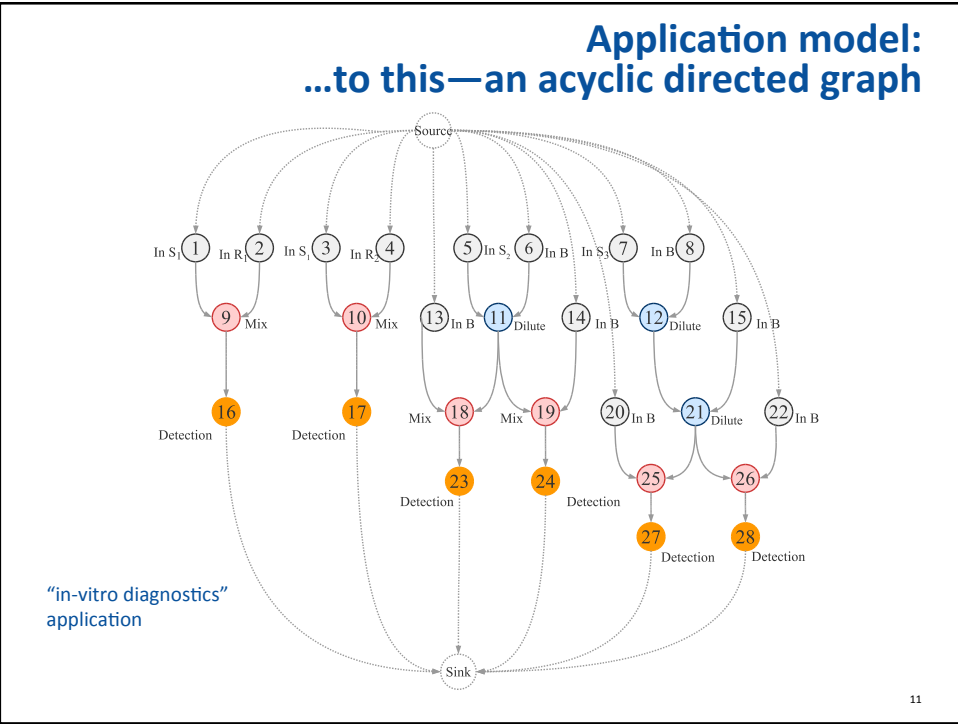 Application model:
…to this—an acyclic directed graph
Source
In S1 1 In R1 2 In S1 3 In R2 4 5 In S2 6 In B In S3 7 In B 8
9 Mix 10 Mix 13 In B 11 Dilute 14 In B 12 Dilute 15 In B
16 17 Mix 18 Mix 19 20 In B 21 Dilute 22 In B
Detection Detection
23 24 25 26
Detection Detection
27 28
Detection Detection
"in-vitro diagnostics"
application
Sink
11